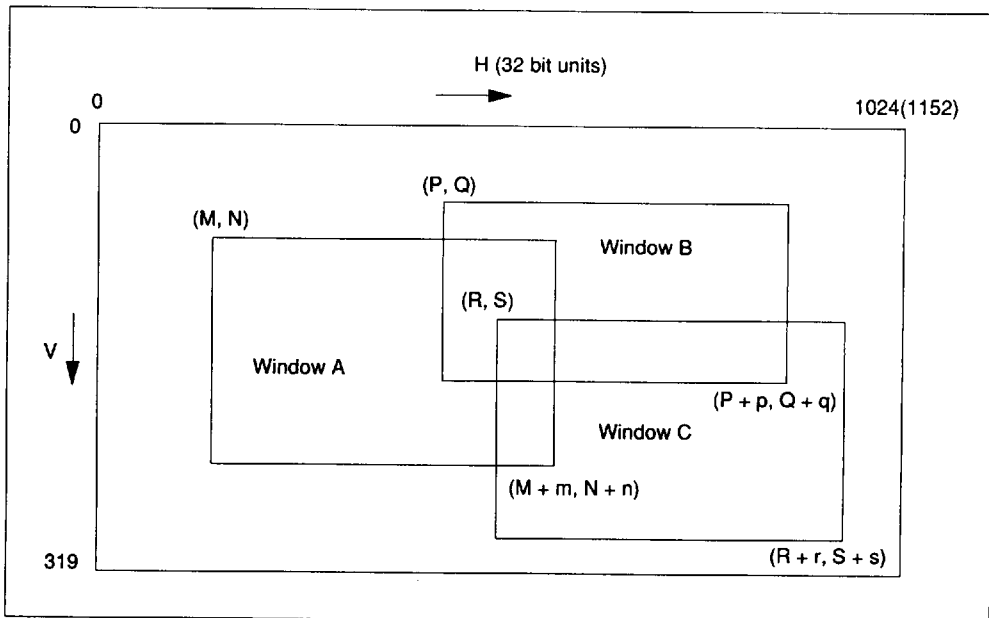 H (32 bit units)
0
1024(1152)
0
(P, Q)
(M, N)
Window B
(R, S)
V
Window A
(P + p, Q + q)
Window C
(M + m, N + n)
319
(R + r, S + s)